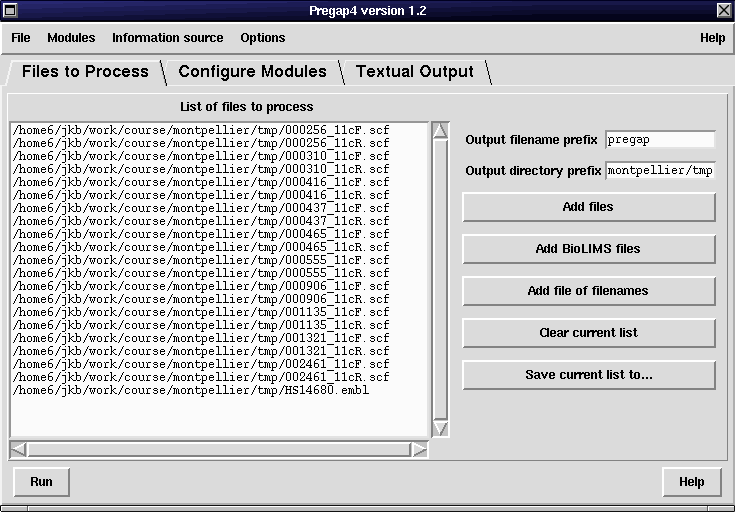 Pregap4 version 1.2
File Modules Information source Options Help
Files to Process Configure Modules Textual Output
List of files to process
/home6/jkb/work/course/montpellier/tmp/000256_11cF.scf
/home6/jkb/work/course/montpellier/tmp/000256_11cR.scf
/home6/jkb/work/course/montpellier/tmp/000310_11cF.scf
/home6/jkb/work/course/montpellier/tmp/000310_11cR.scf
/home6/jkb/work/course/montpellier/tmp/000416_11cF.scf
/home6/jkb/work/course/montpellier/tmp/000416_11cR.scf
/home6/jkb/work/course/montpellier/tmp/000437_11cF.scf
/home6/jkb/work/course/montpellier/tmp/000437_11cR.scf
/home6/jkb/work/course/montpellier/tmp/000465_11cF.scf
/home6/jkb/work/course/montpellier/tmp/000465_11cR.scf
/home6/jkb/work/course/montpellier/tmp/000555_11cF.scf
/home6/jkb/work/course/montpellier/tmp/000555_11cR.scf
/home6/jkb/work/course/montpellier/tmp/000906_11cF.scf
/home6/jkb/work/course/montpellier/tmp/000906_11cR.scf
/home6/jkb/work/course/montpellier/tmp/001135_11cF.scf
/home6/jkb/work/course/montpellier/tmp/001135_11cR.scf
/home6/jkb/work/course/montpellier/tmp/001321_11cF.scf
/home6/jkb/work/course/montpellier/tmp/001321_11cR.scf
/home6/jkb/work/course/montpellier/tmp/002461_11cF.scf
/home6/jkb/work/course/montpellier/tmp/002461_11cR.scf
/home6/jkb/work/course/montpellier/tmp/HS14680.embl
Output filename prefix pregap
Output directory prefix montpellier/tmp
Add files
Add BioLIMS files
Add file of filenames
Clear current list
Save current list to...
Run Help